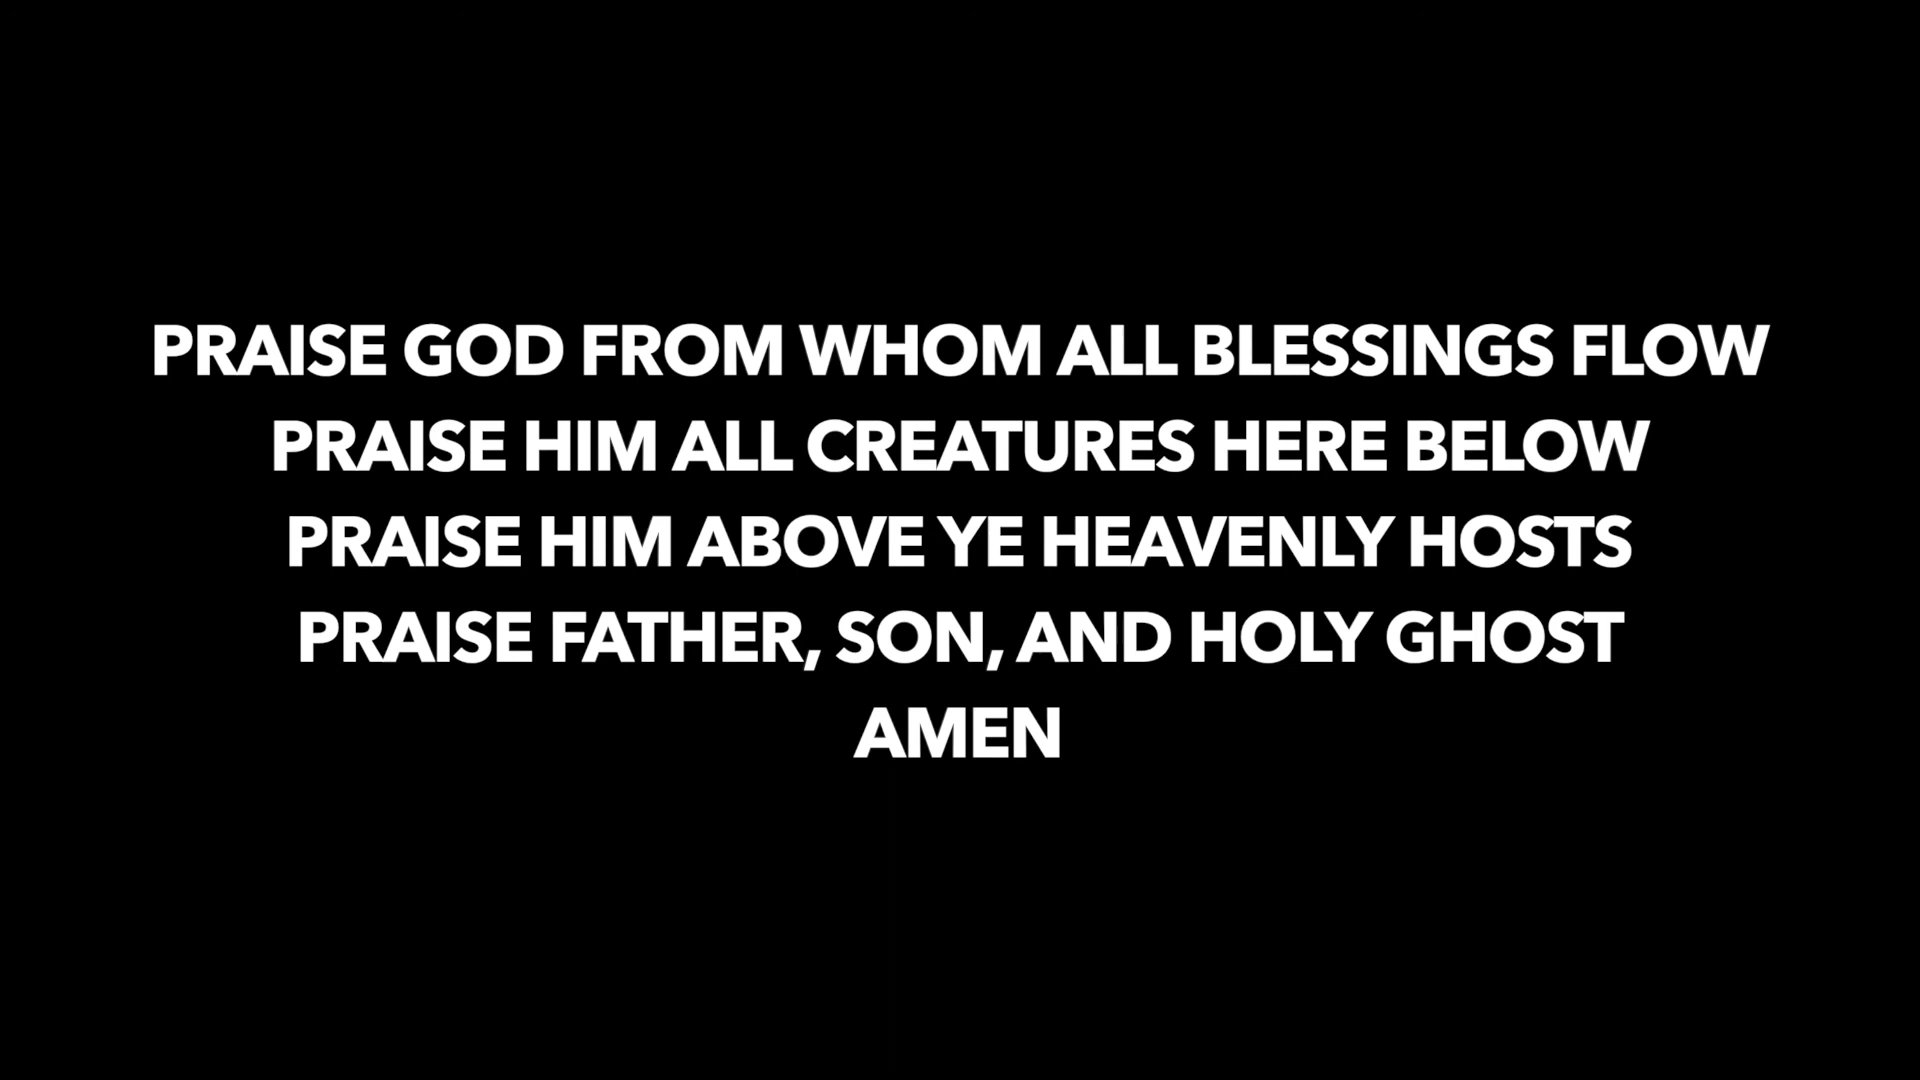 PRAISE GOD FROM WHOM ALL BLESSINGS FLOW
PRAISE HIM ALL CREATURES HERE BELOW
PRAISE HIM ABOVE YE HEAVENLY HOSTS
PRAISE FATHER, SON, AND HOLY GHOST
AMEN